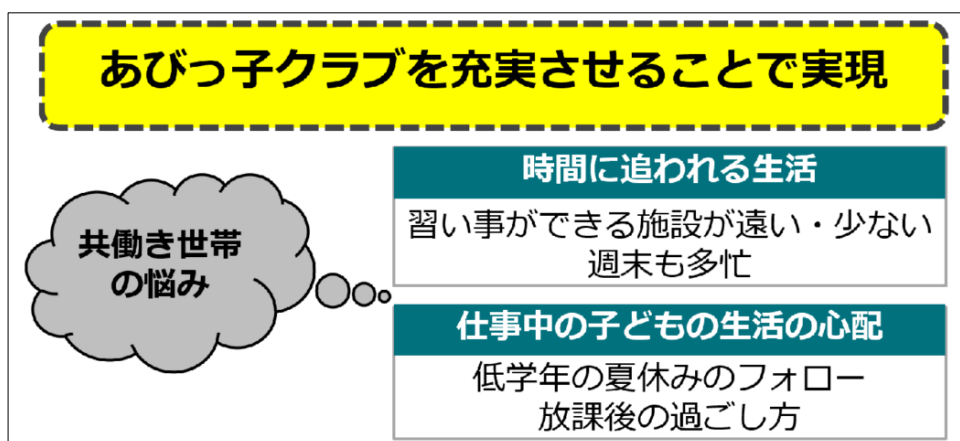 あびっ子クラブを充実させることで実現
共働き世帯
の悩み
時間に追われる生活
習い事ができる施設が遠い・少ない
週末も多忙
仕事中の子どもの生活の心配
低学年の夏休みのフォロー
放課後の過ごし方